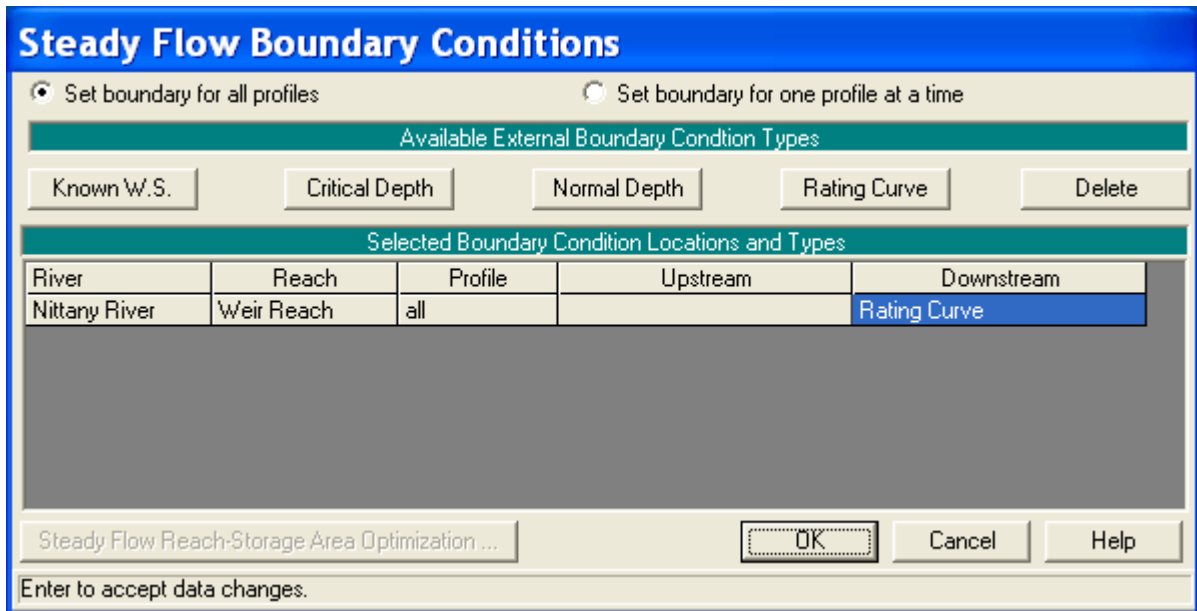 Steady Flow Boundary Conditions
Set boundary for all profiles Set boundary for one profile at a time
Available External Boundary Condtion Types
Known W.S. Critical Depth Normal Depth Rating Curve Delete
Selected Boundary Condition Locations and Types
River Reach Profile Upstream Downstream
Nittany River Weir Reach all Rating Curve
Steady Flow Reach-Storage Area Optimization ... OK Cancel Help
Enter to accept data changes.